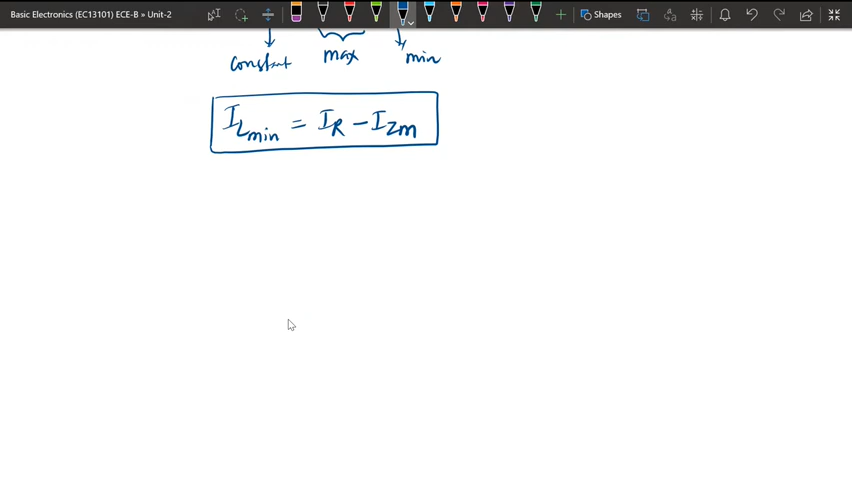 Basic Electronics (EC13101) ECE-B » Unit-2
Shapes
constant max min
I_Lmin = I_R - I_ZM